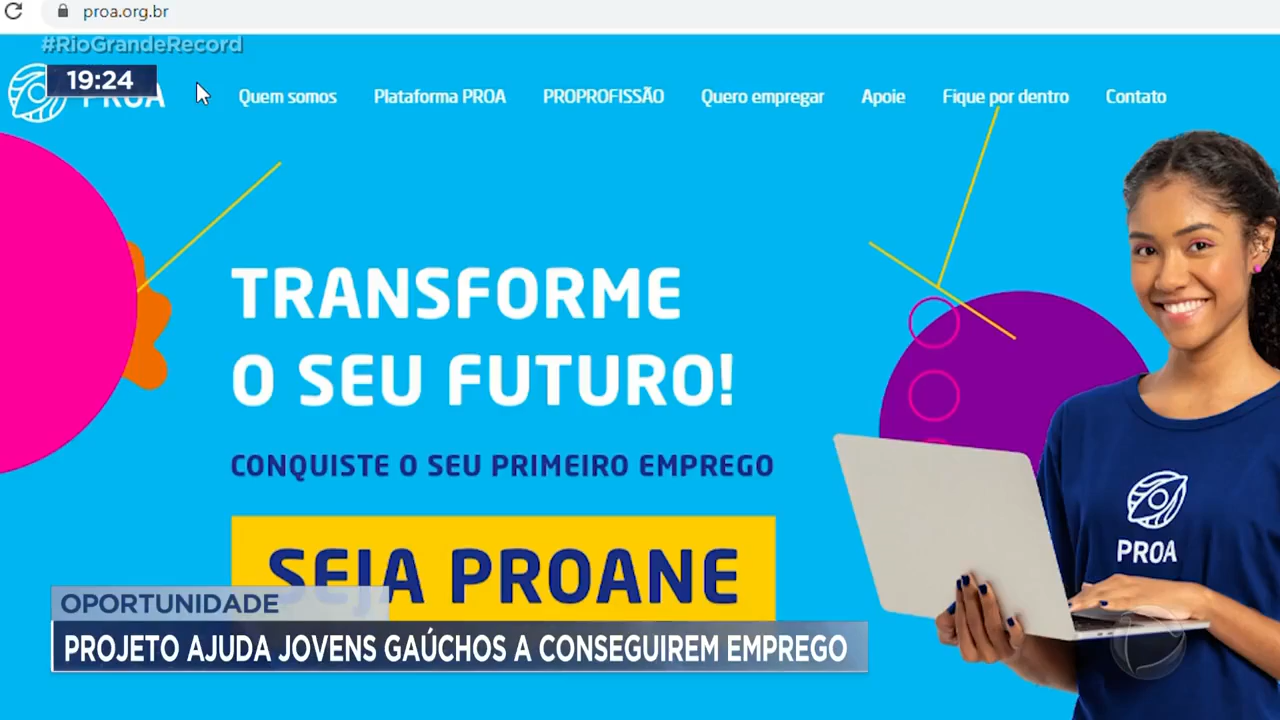 proa.org.br
#RioGrandeRecord
19:24
PROA
Quem somos
Plataforma PROA
PROPROFISSÃO
Quero empregar
Apoie
Fique por dentro
Contato
TRANSFORME
O SEU FUTURO!
CONQUISTE O SEU PRIMEIRO EMPREGO
SEJA PROANE
PROA
OPORTUNIDADE
PROJETO AJUDA JOVENS GAÚCHOS A CONSEGUIREM EMPREGO